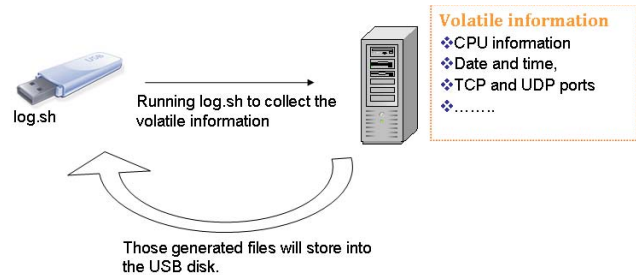 Volatile information
❖CPU information
❖Date and time,
❖TCP and UDP ports
❖……..
USB
log.sh
Running log.sh to collect the
volatile information
Those generated files will store into
the USB disk.